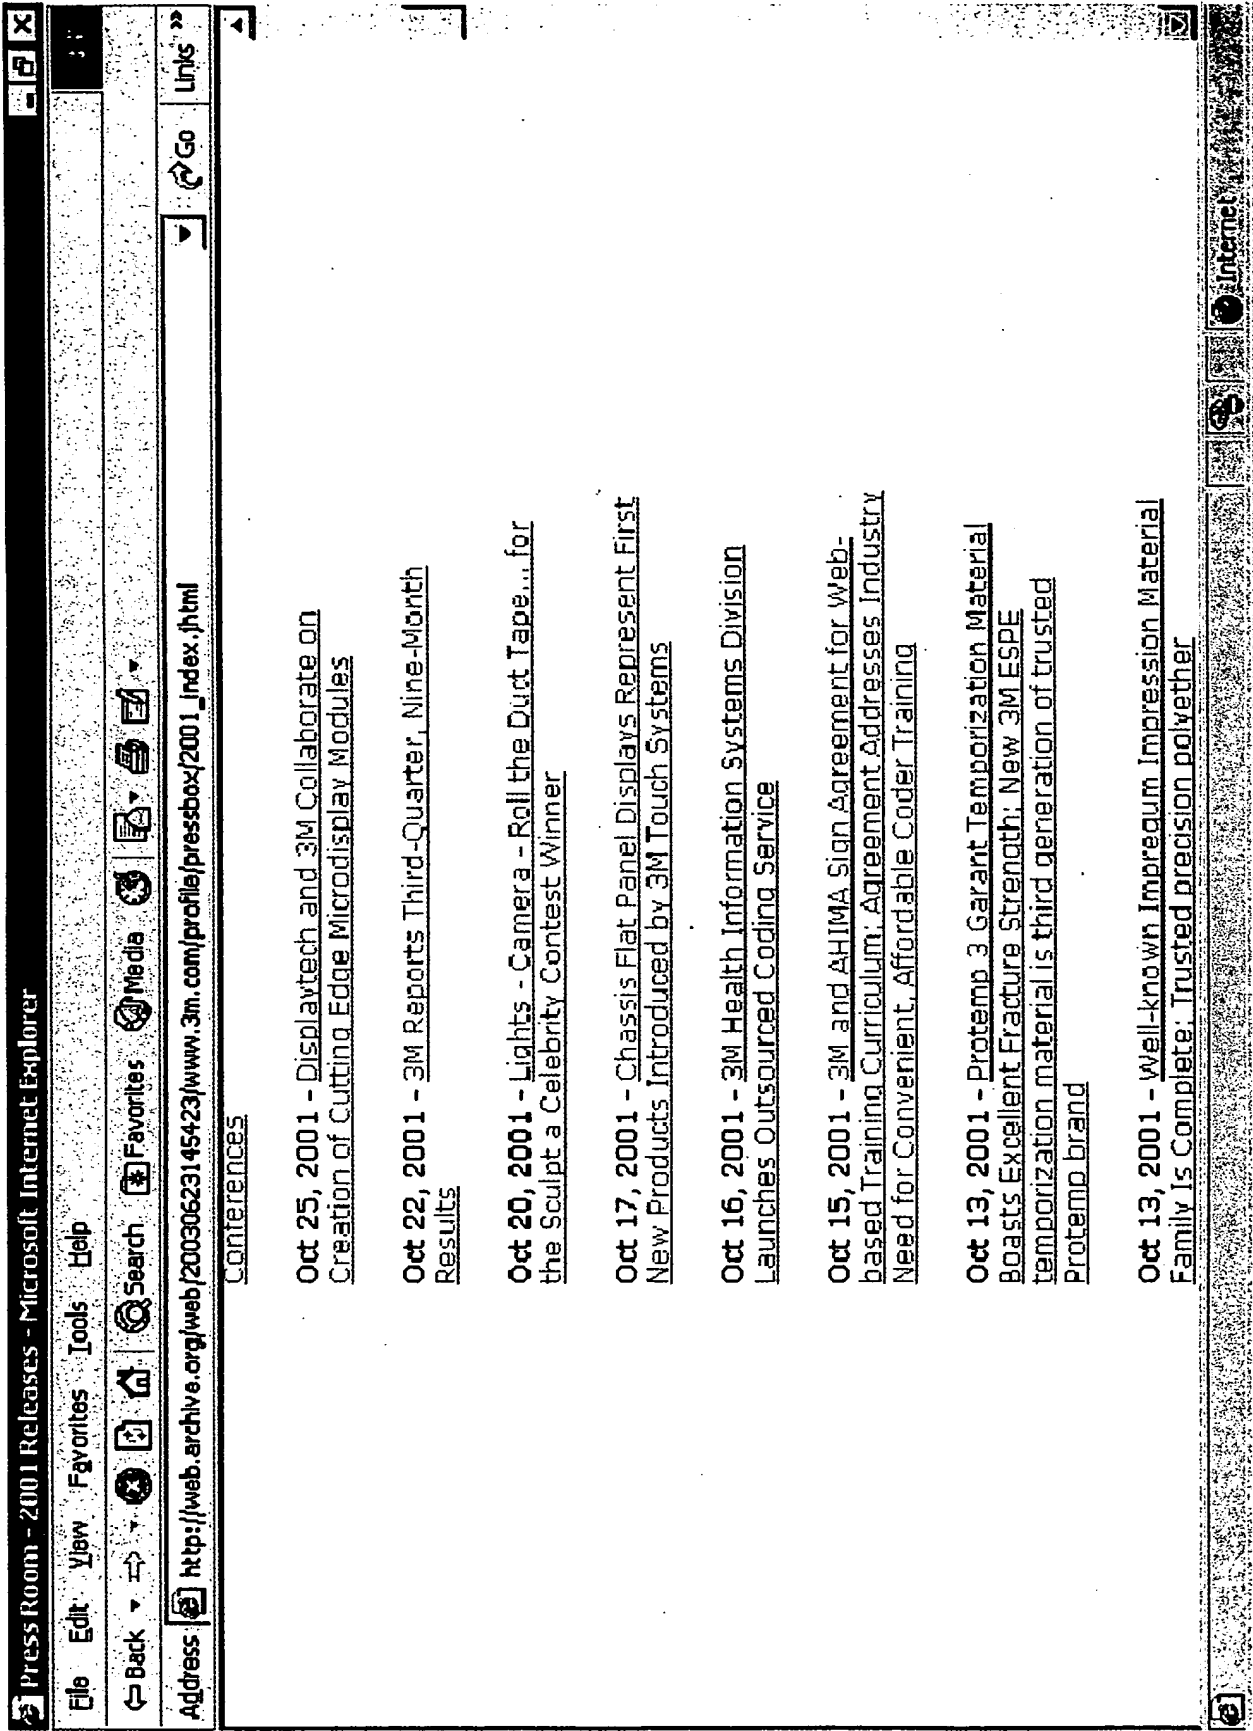 Press Room - 2001 Releases - Microsoft Internet Explorer
File Edit View Favorites Tools Help
Back Search Favorites Media
Address http://web.archive.org/web/20030623145423/www.3m.com/profile/pressbox/2001_index.jhtml Go Links »
Conferences
Oct 25, 2001 - Displaytech and 3M Collaborate on
Creation of Cutting Edge Microdisplay Modules
Oct 22, 2001 - 3M Reports Third-Quarter, Nine-Month
Results
Oct 20, 2001 - Lights - Camera - Roll the Duct Tape... for
the Sculpt a Celebrity Contest Winner
Oct 17, 2001 - Chassis Flat Panel Displays Represent First
New Products Introduced by 3M Touch Systems
Oct 16, 2001 - 3M Health Information Systems Division
Launches Outsourced Coding Service
Oct 15, 2001 - 3M and AHIMA Sign Agreement for Web-
based Training Curriculum; Agreement Addresses Industry
Need for Convenient, Affordable Coder Training
Oct 13, 2001 - Protemp 3 Garant Temporization Material
Boasts Excellent Fracture Strength; New 3M ESPE
temporization material is third generation of trusted
Protemp brand
Oct 13, 2001 - Well-known Impregum Impression Material
Family Is Complete; Trusted precision polyether
Internet